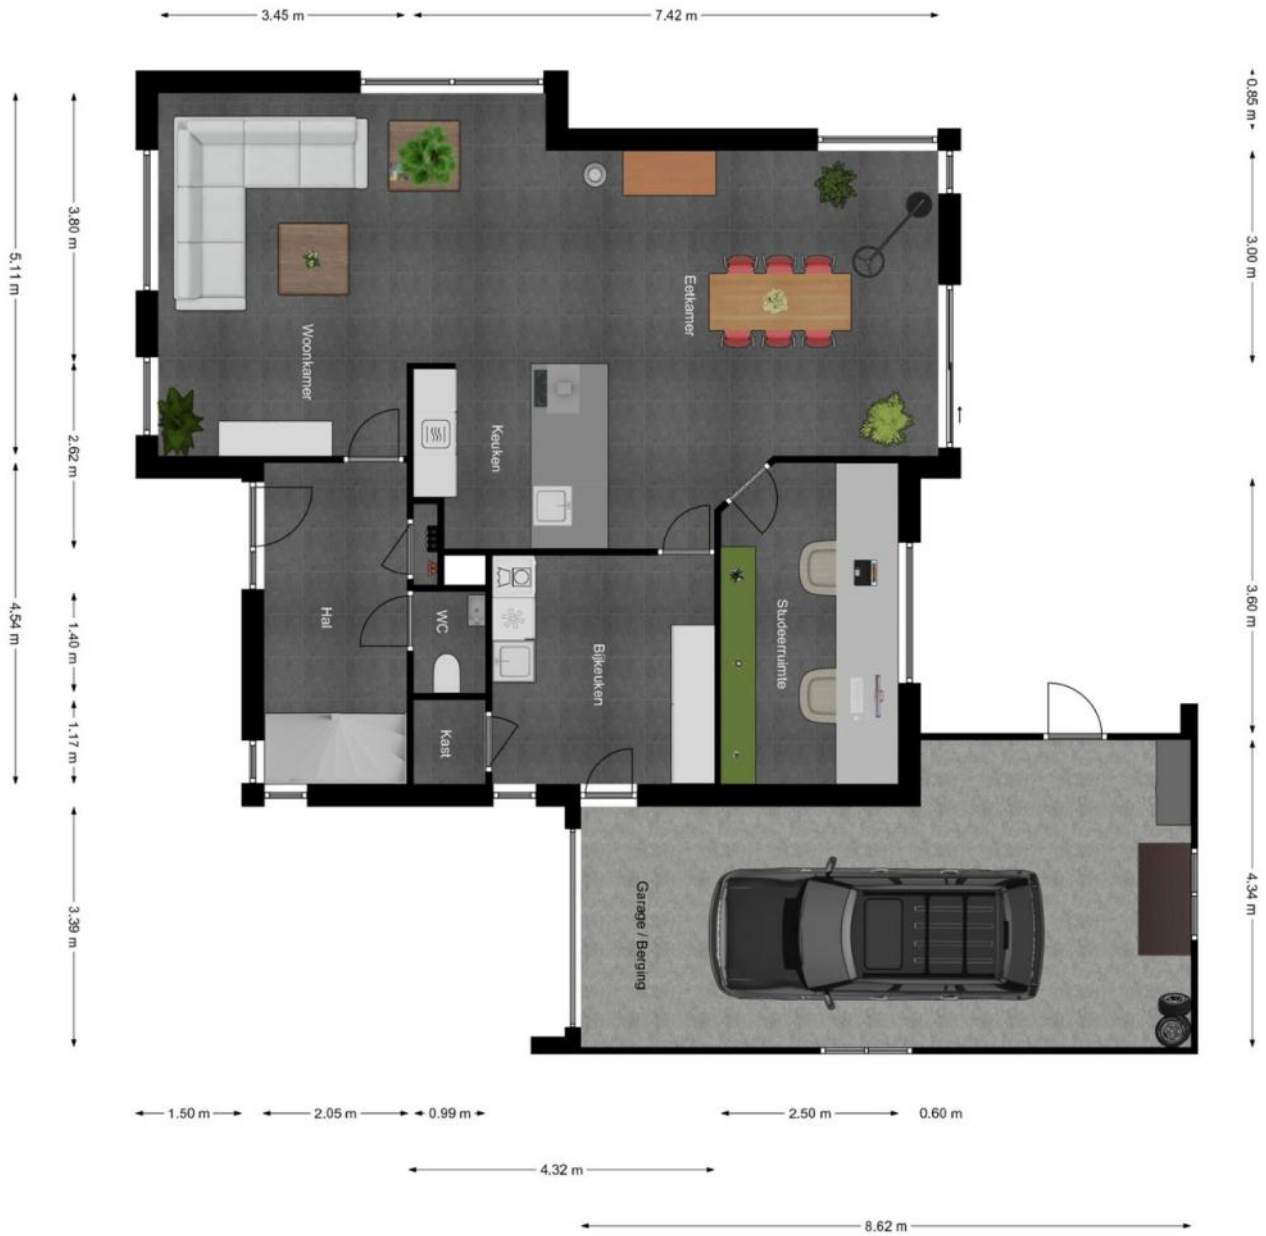 3.45 m
7.42 m
0.85 m
3.80 m
5.11 m
3.00 m
Eetkamer
Woonkamer
2.62 m
Keuken
4.54 m
Hal
WC
Bijkeuken
Studeerruimte
3.60 m
1.40 m
Kast
1.17 m
3.39 m
Garage / Berging
4.34 m
1.50 m
2.05 m
0.99 m
2.50 m
0.60 m
4.32 m
8.62 m